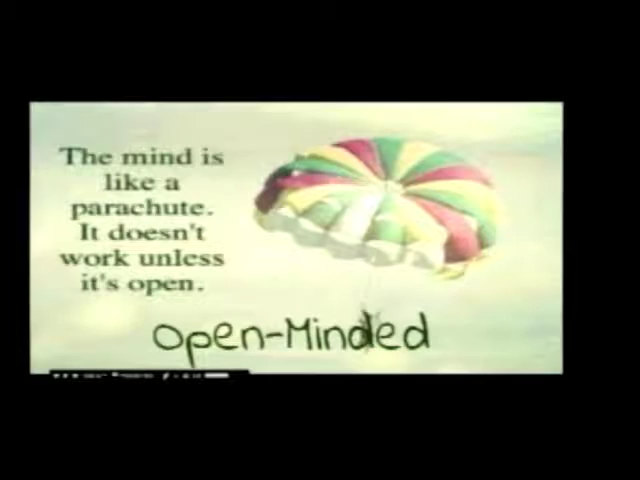 The mind is
like a
parachute.
It doesn't
work unless
it's open.
Open-Minded